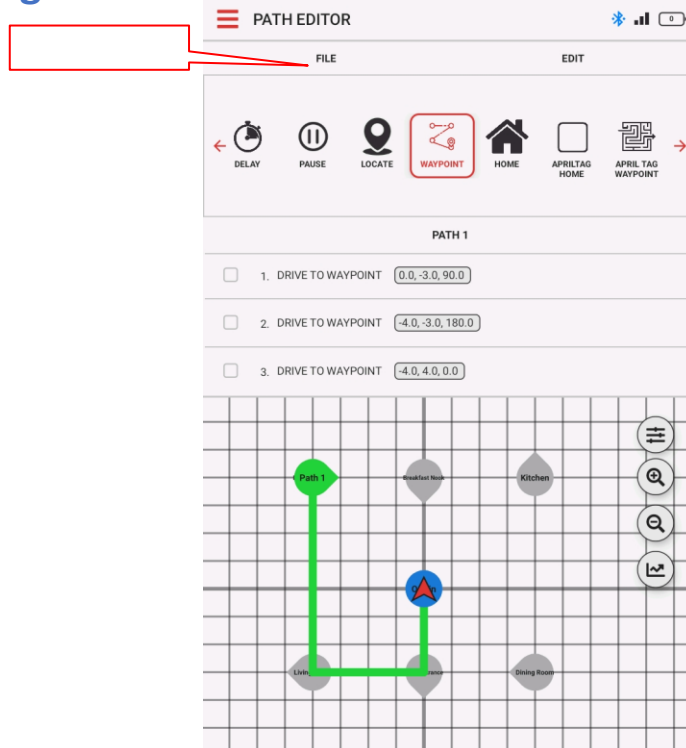 g
PATH EDITOR
0
FILE EDIT
DELAY PAUSE LOCATE WAYPOINT HOME APRILTAG HOME APRIL TAG WAYPOINT
PATH 1
1. DRIVE TO WAYPOINT 0.0, -3.0, 90.0
2. DRIVE TO WAYPOINT -4.0, -3.0, 180.0
3. DRIVE TO WAYPOINT -4.0, 4.0, 0.0
Path 1 Breakfast Nook Kitchen
Dining Room